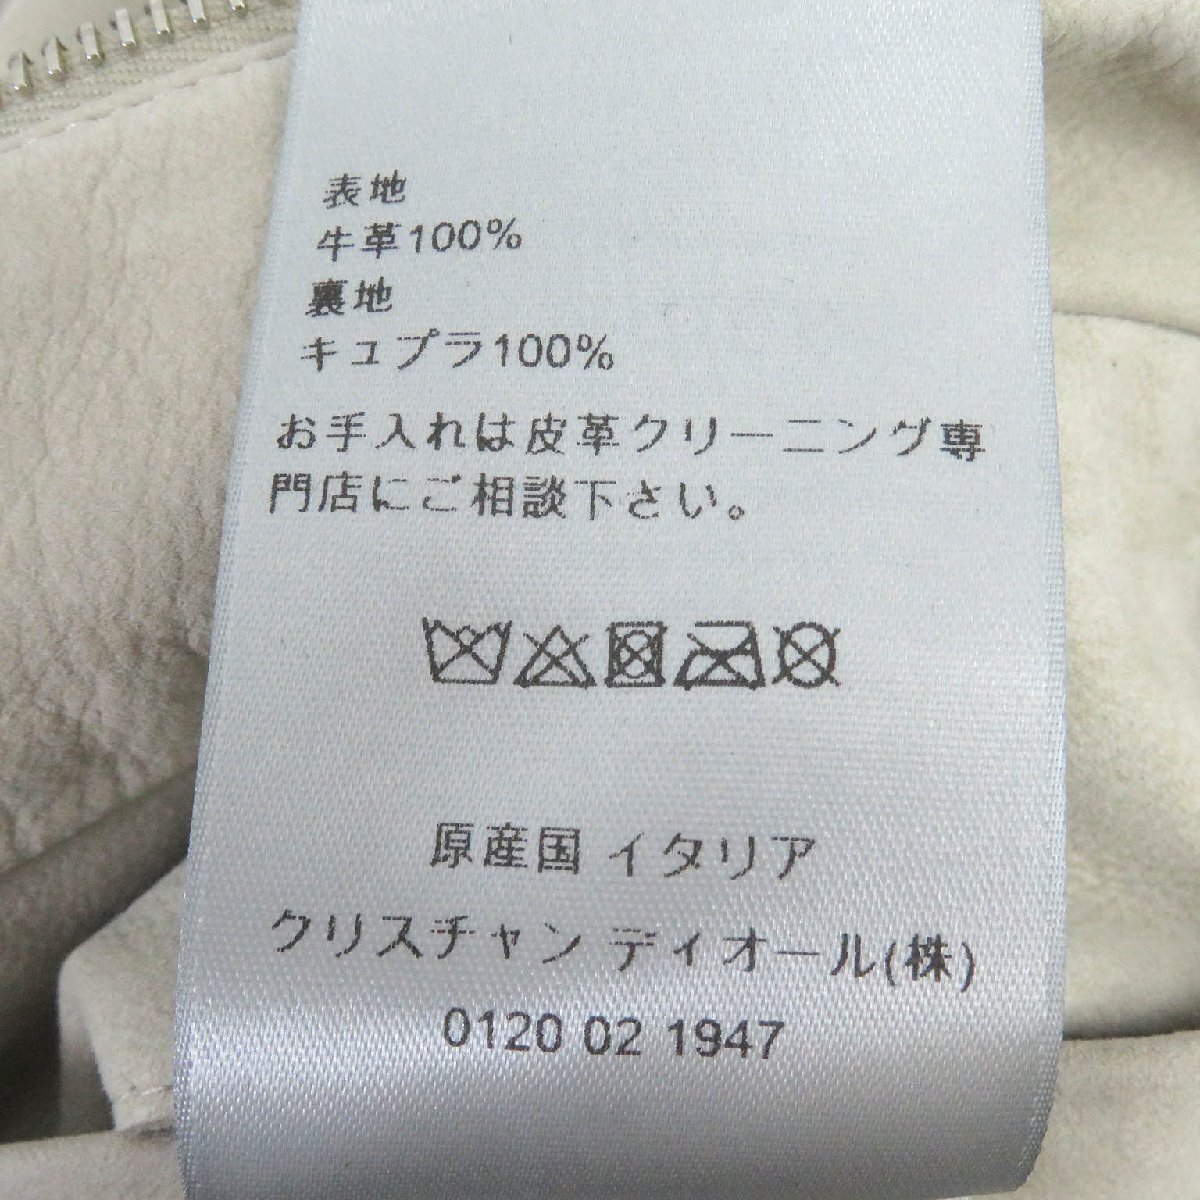 表地
牛革100%
裏地
キュプラ100%
お手入れは皮革クリーニング専
門店にご相談下さい。
原産国 イタリア
クリスチャン ディオール(株)
0120 02 1947